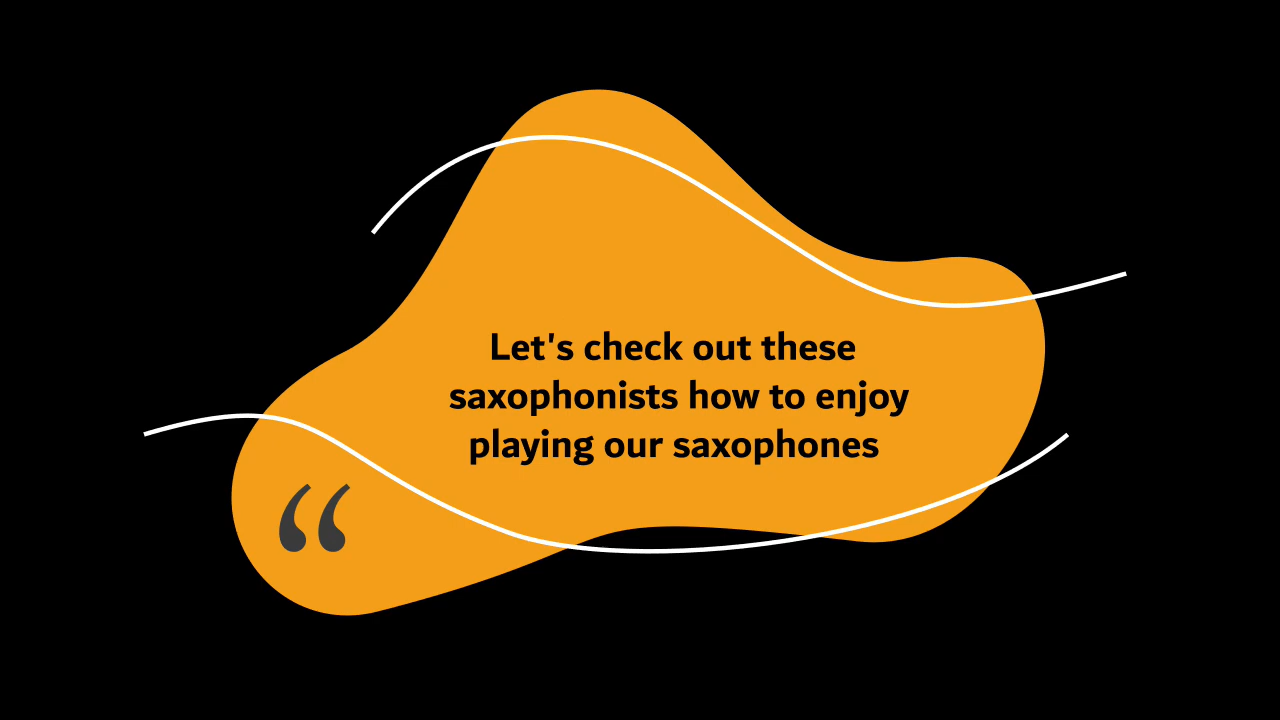 Let's check out these
saxophonists how to enjoy
playing our saxophones
“